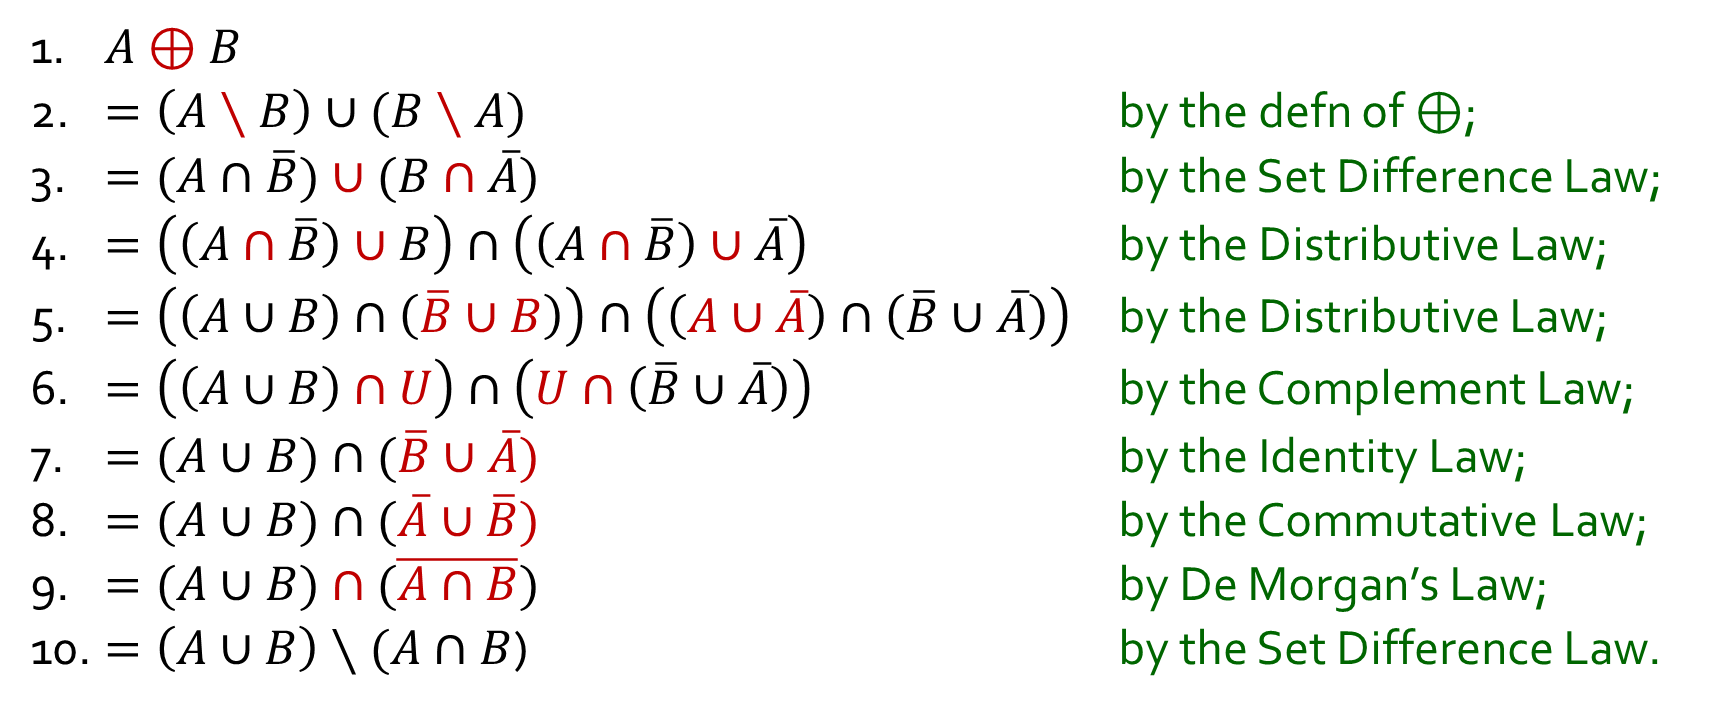 1. A ⊕ B
2. = (A \ B) ∪ (B \ A) by the defn of ⊕;
3. = (A ∩ B̅) ∪ (B ∩ A̅) by the Set Difference Law;
4. = ((A ∩ B̅) ∪ B) ∩ ((A ∩ B̅) ∪ A̅) by the Distributive Law;
5. = ((A ∪ B) ∩ (B̅ ∪ B)) ∩ ((A ∪ A̅) ∩ (B̅ ∪ A̅)) by the Distributive Law;
6. = ((A ∪ B) ∩ U) ∩ (U ∩ (B̅ ∪ A̅)) by the Complement Law;
7. = (A ∪ B) ∩ (B̅ ∪ A̅) by the Identity Law;
8. = (A ∪ B) ∩ (A̅ ∪ B̅) by the Commutative Law;
9. = (A ∪ B) ∩ (A̅ ̅∩̅ ̅B̅) by De Morgan’s Law;
10. = (A ∪ B) \ (A ∩ B) by the Set Difference Law.